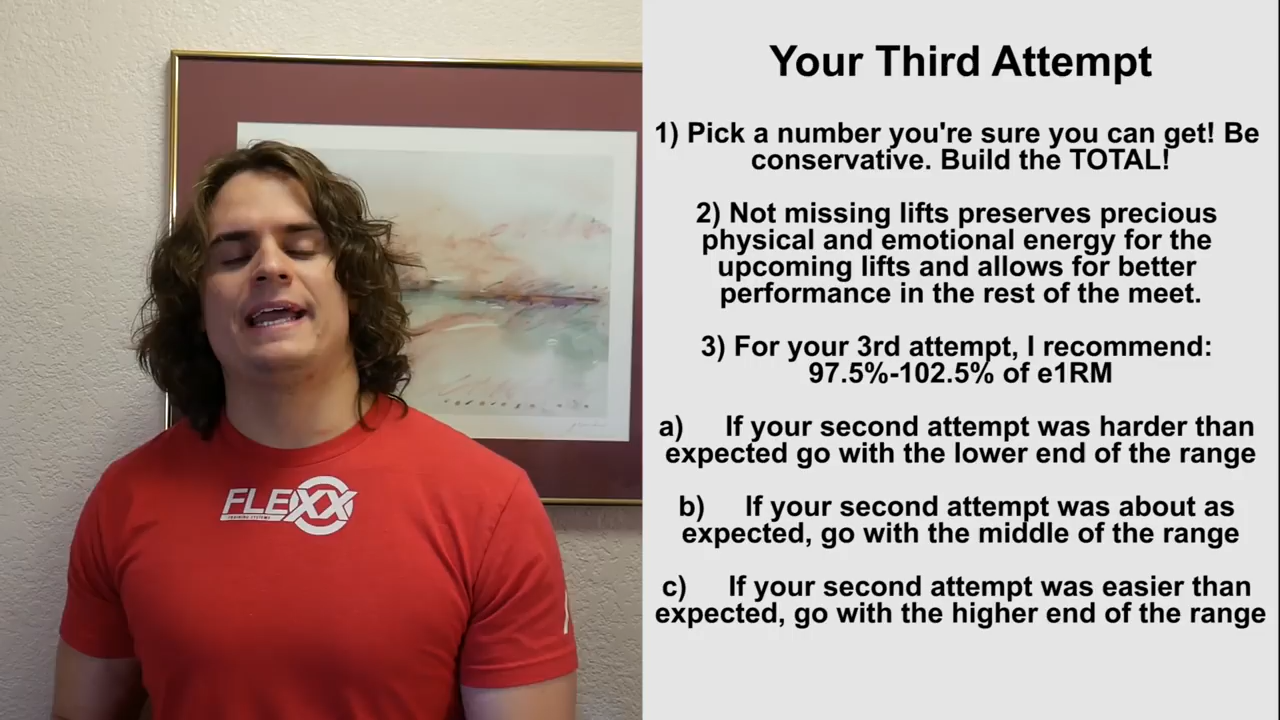 Your Third Attempt
1) Pick a number you're sure you can get! Be
conservative. Build the TOTAL!
2) Not missing lifts preserves precious
physical and emotional energy for the
upcoming lifts and allows for better
performance in the rest of the meet.
3) For your 3rd attempt, I recommend:
97.5%-102.5% of e1RM
a) If your second attempt was harder than
expected go with the lower end of the range
b) If your second attempt was about as
expected, go with the middle of the range
c) If your second attempt was easier than
expected, go with the higher end of the range
FLEXX
TRAINING SYSTEMS